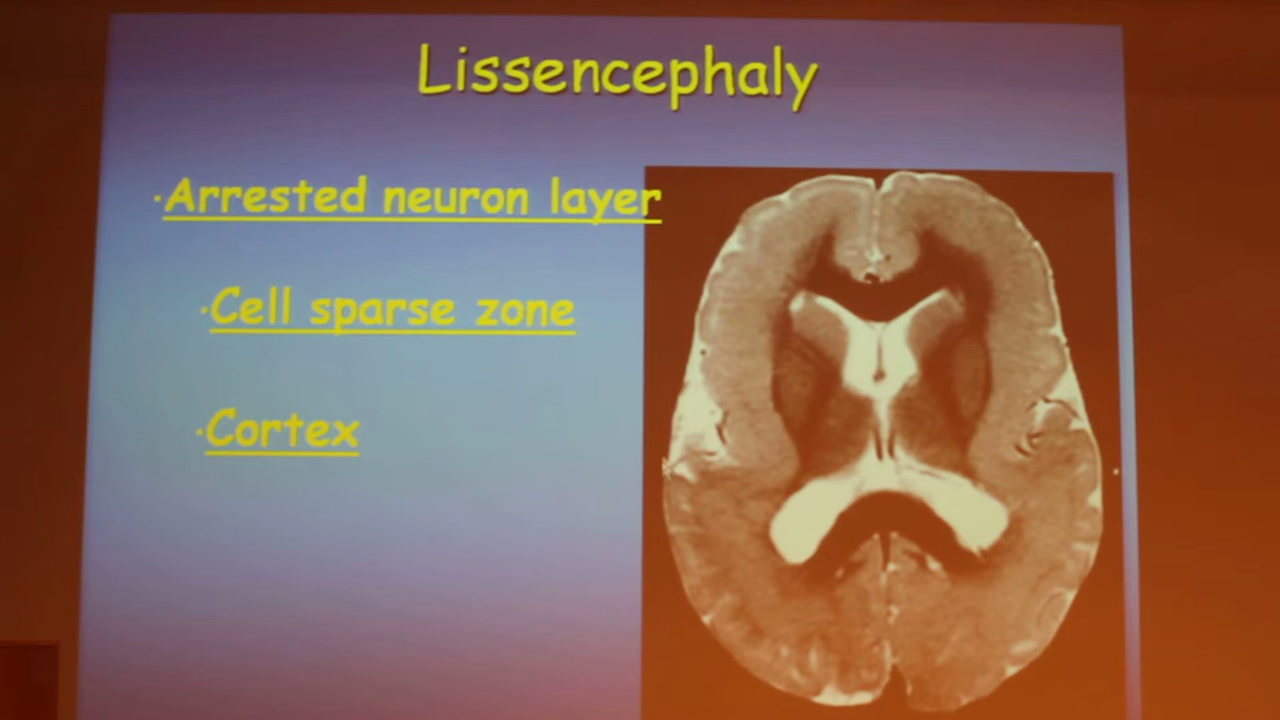 Lissencephaly
·Arrested neuron layer
·Cell sparse zone
·Cortex